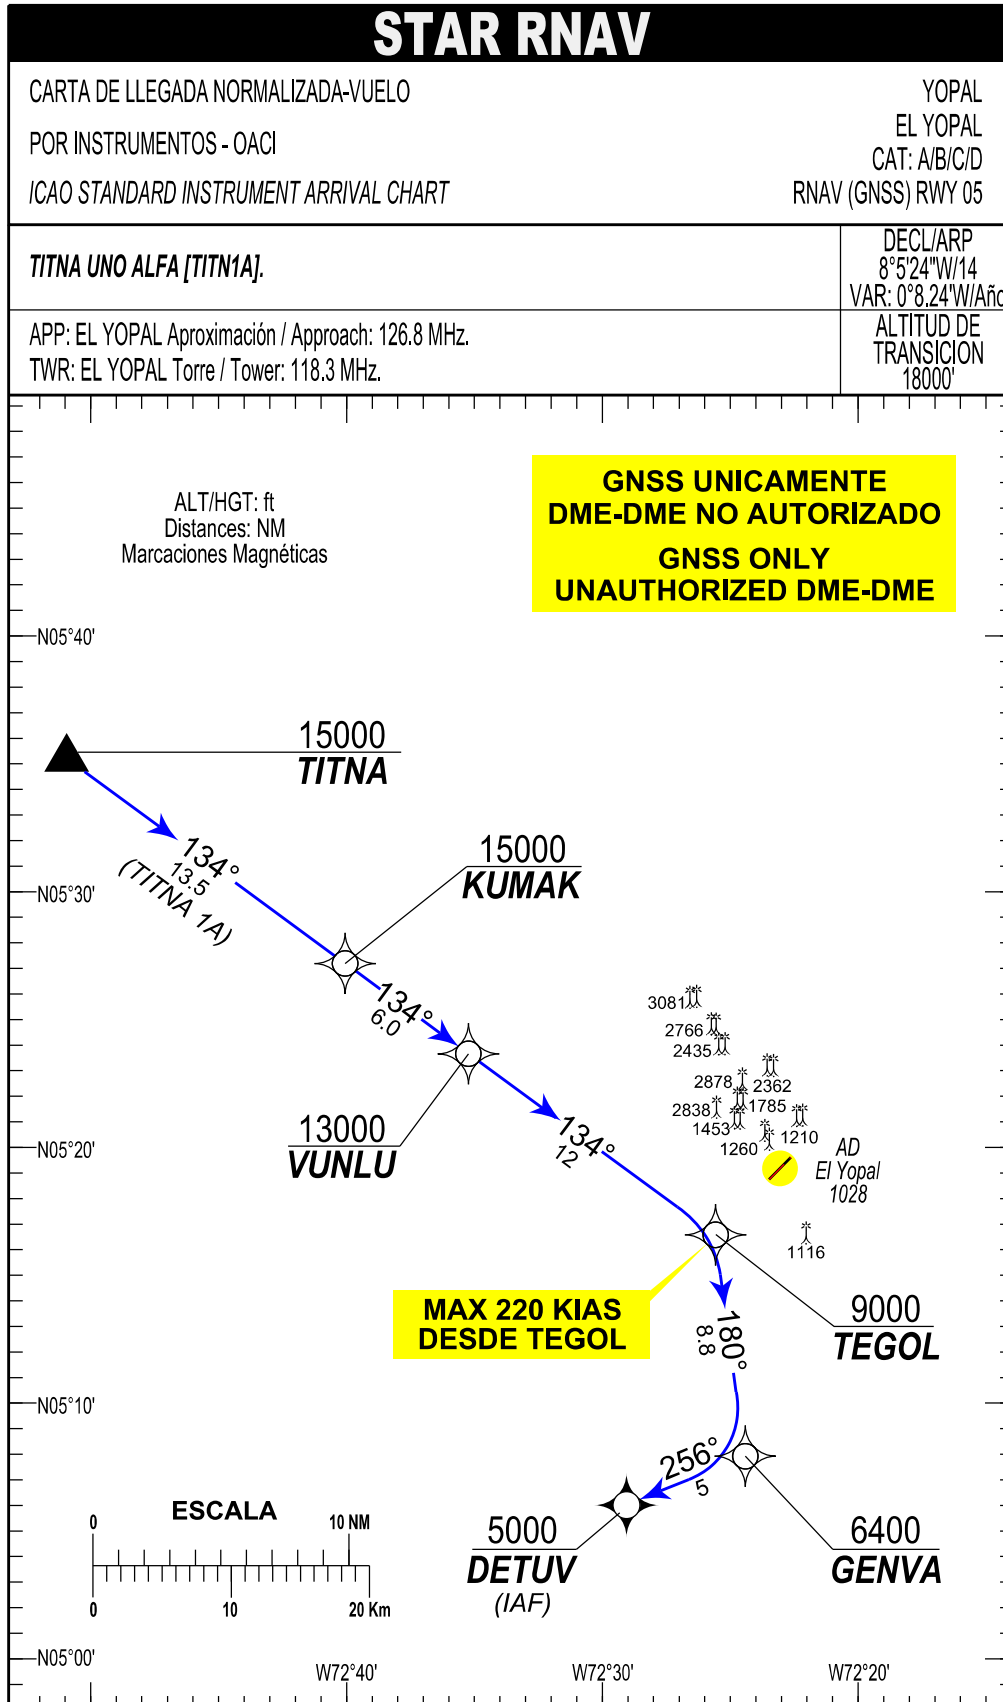 STAR RNAV
CARTA DE LLEGADA NORMALIZADA-VUELO
POR INSTRUMENTOS - OACI
ICAO STANDARD INSTRUMENT ARRIVAL CHART
YOPAL
EL YOPAL
CAT: A/B/C/D
RNAV (GNSS) RWY 05
TITNA UNO ALFA [TITN1A].
DECL/ARP
8°5'24"W/14
VAR: 0°8.24'W/Año
APP: EL YOPAL Aproximación / Approach: 126.8 MHz.
TWR: EL YOPAL Torre / Tower: 118.3 MHz.
ALTITUD DE
TRANSICION
18000'
ALT/HGT: ft
Distances: NM
Marcaciones Magnéticas
GNSS UNICAMENTE
DME-DME NO AUTORIZADO
GNSS ONLY
UNAUTHORIZED DME-DME
N05°40'
15000
TITNA
134°
13.5
(TITNA 1A)
15000
KUMAK
N05°30'
134°
6.0
3081
2766
2435
2878
2362
2838
1785
1453
1210
1260
13000
VUNLU
N05°20'
134°
12
AD
El Yopal
1028
1116
MAX 220 KIAS
DESDE TEGOL
9000
TEGOL
180°
8.8
N05°10'
256°
5
5000
DETUV
(IAF)
6400
GENVA
ESCALA
0
10 NM
0
10
20 Km
N05°00'
W72°40'
W72°30'
W72°20'